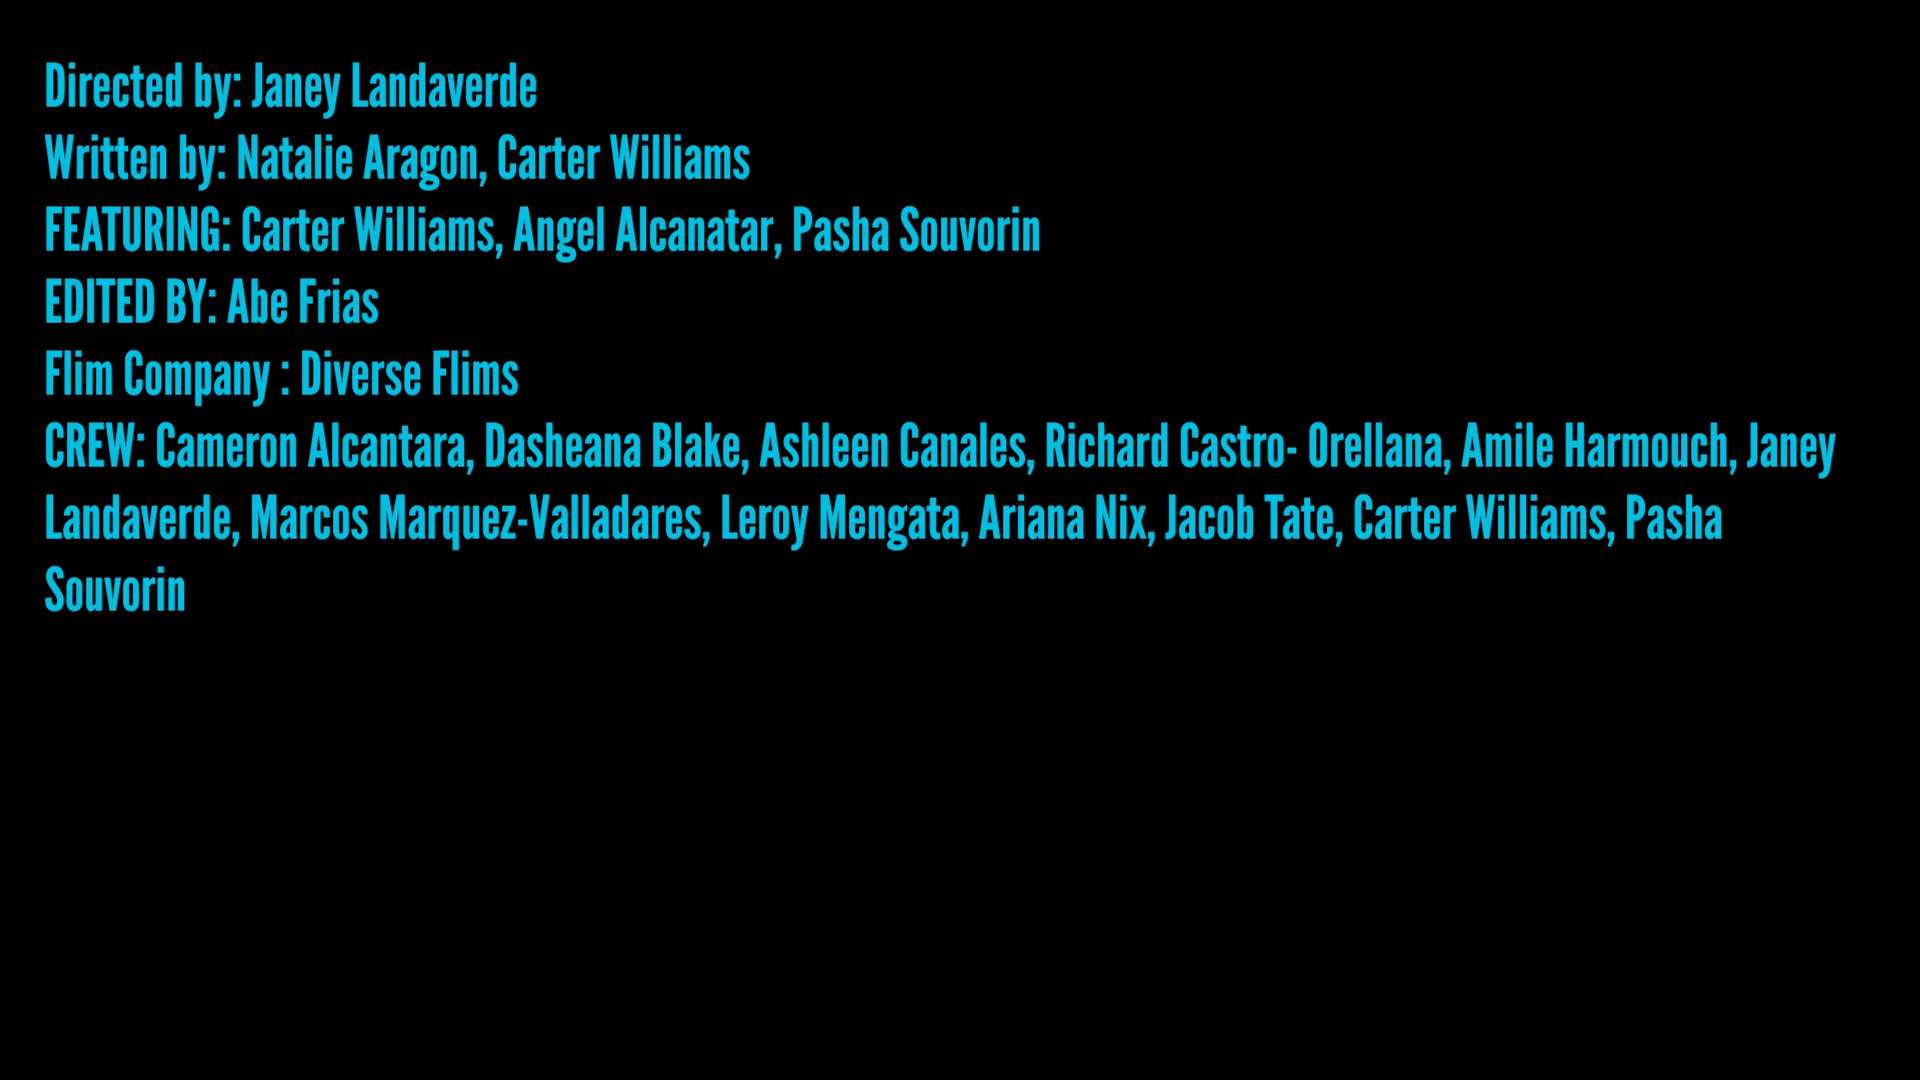 Directed by: Janey Landaverde
Written by: Natalie Aragon, Carter Williams
FEATURING: Carter Williams, Angel Alcanatar, Pasha Souvorin
EDITED BY: Abe Frias
Flim Company : Diverse Flims
CREW: Cameron Alcantara, Dasheana Blake, Ashleen Canales, Richard Castro- Orellana, Amile Harmouch, Janey
Landaverde, Marcos Marquez-Valladares, Leroy Mengata, Ariana Nix, Jacob Tate, Carter Williams, Pasha
Souvorin